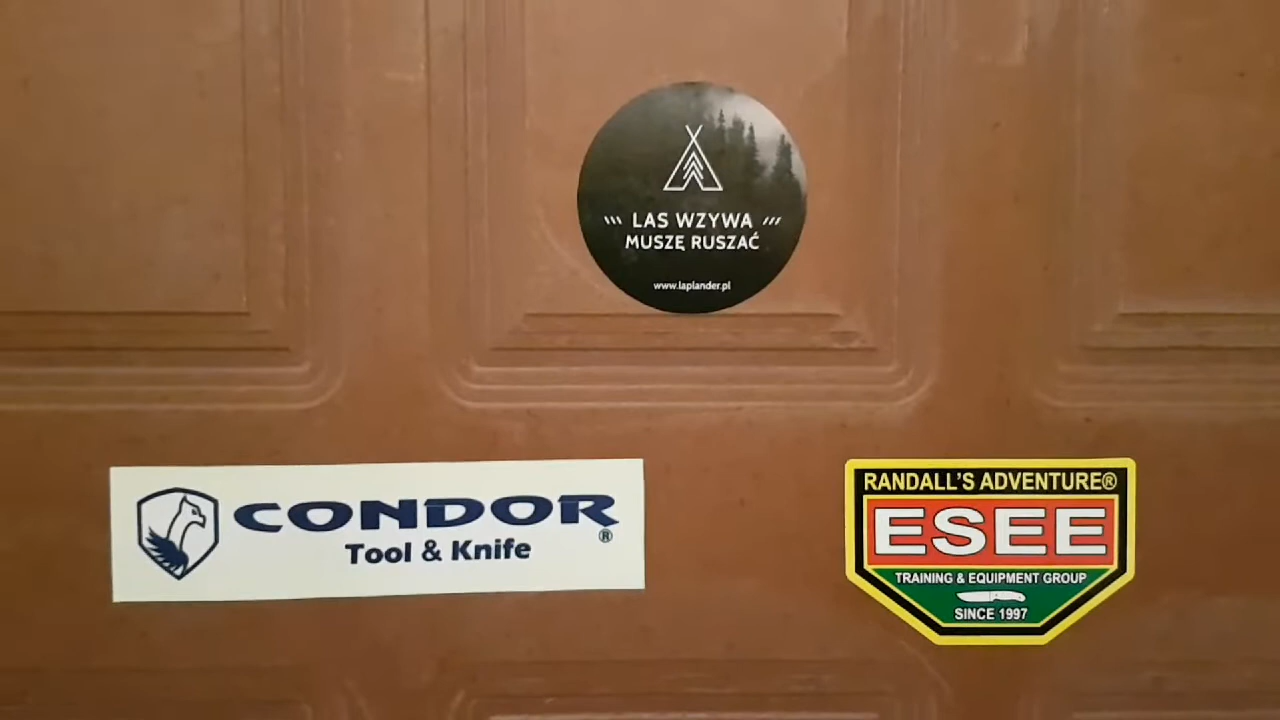 LAS WZYWA
MUSZĘ RUSZAĆ
www.laplander.pl
CONDOR
Tool & Knife
®
RANDALL'S ADVENTURE®
ESEE
TRAINING & EQUIPMENT GROUP
SINCE 1997